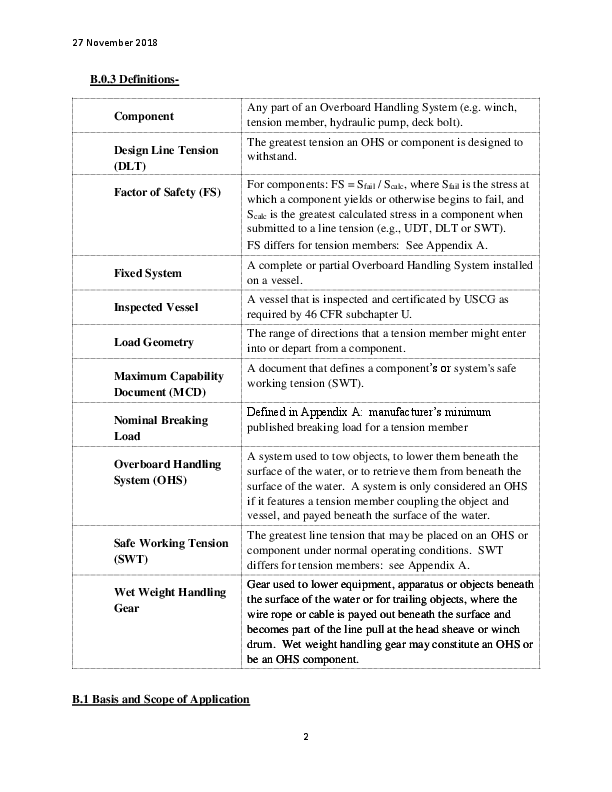 27 November 2018
B.0.3 Definitions-
Component
Any part of an Overboard Handling System (e.g. winch,
tension member, hydraulic pump, deck bolt).
Design Line Tension
(DLT)
The greatest tension an OHS or component is designed to
withstand.
Factor of Safety (FS)
For components: FS = Sfail / Scalc, where Sfail is the stress at
which a component yields or otherwise begins to fail, and
Scalc is the greatest calculated stress in a component when
submitted to a line tension (e.g., UDT, DLT or SWT).
FS differs for tension members:  See Appendix A.
Fixed System
A complete or partial Overboard Handling System installed
on a vessel.
Inspected Vessel
A vessel that is inspected and certificated by USCG as
required by 46 CFR subchapter U.
Load Geometry
The range of directions that a tension member might enter
into or depart from a component.
Maximum Capability
Document (MCD)
A document that defines a component's or system's safe
working tension (SWT).
Nominal Breaking
Load
Defined in Appendix A:  manufacturer's minimum
published breaking load for a tension member
Overboard Handling
System (OHS)
A system used to tow objects, to lower them beneath the
surface of the water, or to retrieve them from beneath the
surface of the water.  A system is only considered an OHS
if it features a tension member coupling the object and
vessel, and payed beneath the surface of the water.
Safe Working Tension
(SWT)
The greatest line tension that may be placed on an OHS or
component under normal operating conditions.  SWT
differs for tension members:  see Appendix A.
Wet Weight Handling
Gear
Gear used to lower equipment, apparatus or objects beneath
the surface of the water or for trailing objects, where the
wire rope or cable is payed out beneath the surface and
becomes part of the line pull at the head sheave or winch
drum.  Wet weight handling gear may constitute an OHS or
be an OHS component.
B.1 Basis and Scope of Application
2